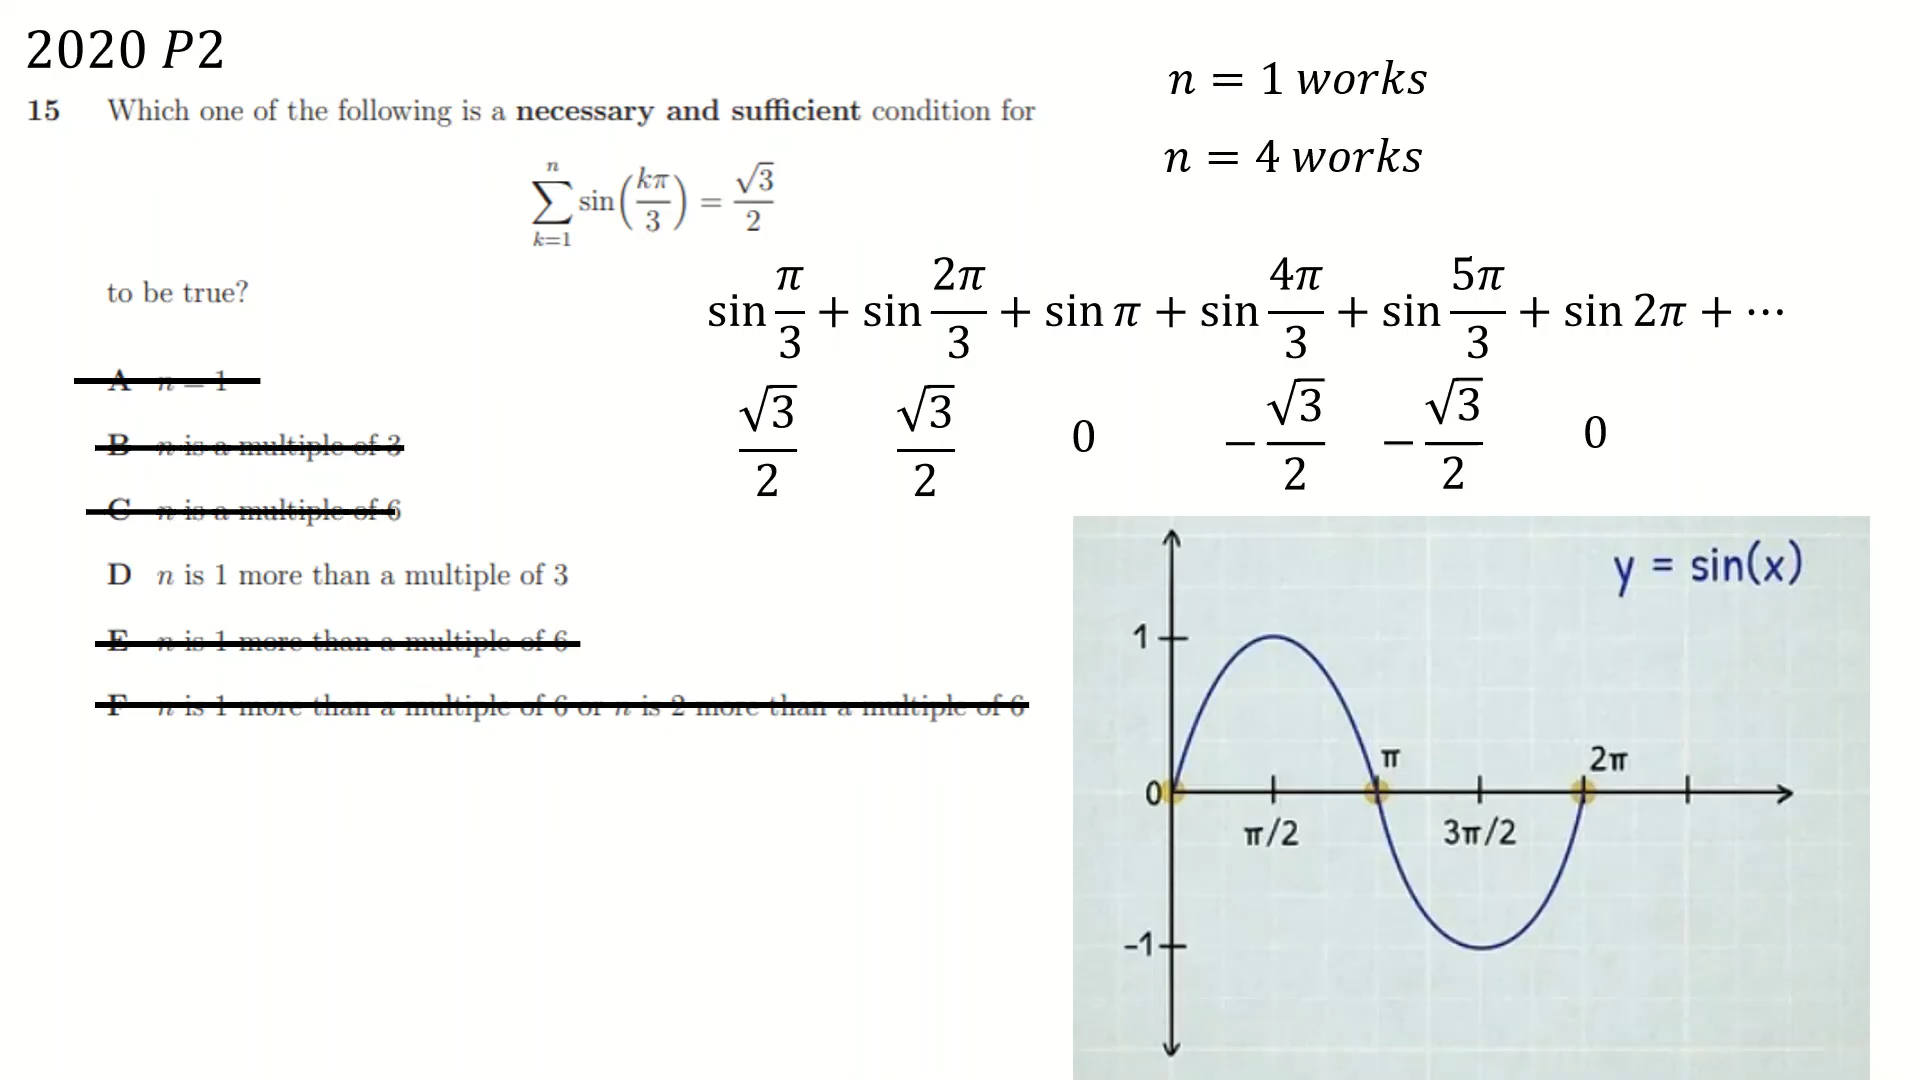 2020 P2
15 Which one of the following is a necessary and sufficient condition for
n
∑ sin(kπ/3) = √3/2
k=1
to be true?
A n = 1
B n is a multiple of 3
C n is a multiple of 6
D n is 1 more than a multiple of 3
E n is 1 more than a multiple of 6
F n is 1 more than a multiple of 6 or n is 2 more than a multiple of 6
n = 1 works
n = 4 works
sin π/3 + sin 2π/3 + sin π + sin 4π/3 + sin 5π/3 + sin 2π + ⋯
√3/2 √3/2 0 −√3/2 −√3/2 0
y = sin(x)
1
π 2π
0
π/2 3π/2
-1